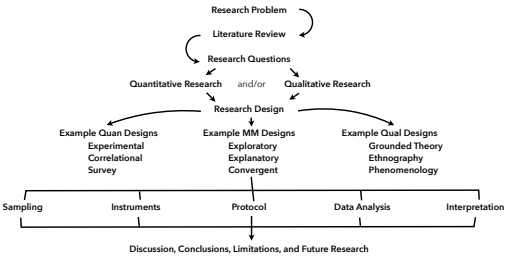 Research Problem
Literature Review
Research Questions
Quantitative Research and/or Qualitative Research
Research Design
Example Quan Designs Example MM Designs Example Qual Designs
Experimental Exploratory Grounded Theory
Correlational Explanatory Ethnography
Survey Convergent Phenomenology
Sampling Instruments Protocol Data Analysis Interpretation
Discussion, Conclusions, Limitations, and Future Research